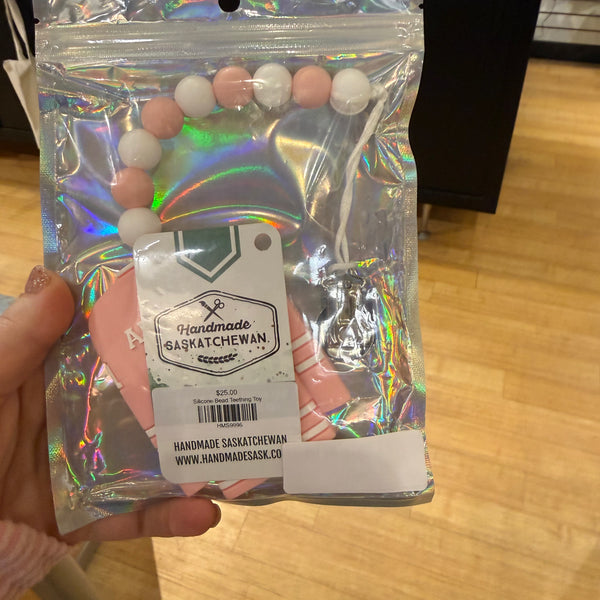 Handmade
SASKATCHEWAN
$25.00
Silicone Bead Teething Toy
HMS9996
HANDMADE SASKATCHEWAN
WWW.HANDMADESASK.CO